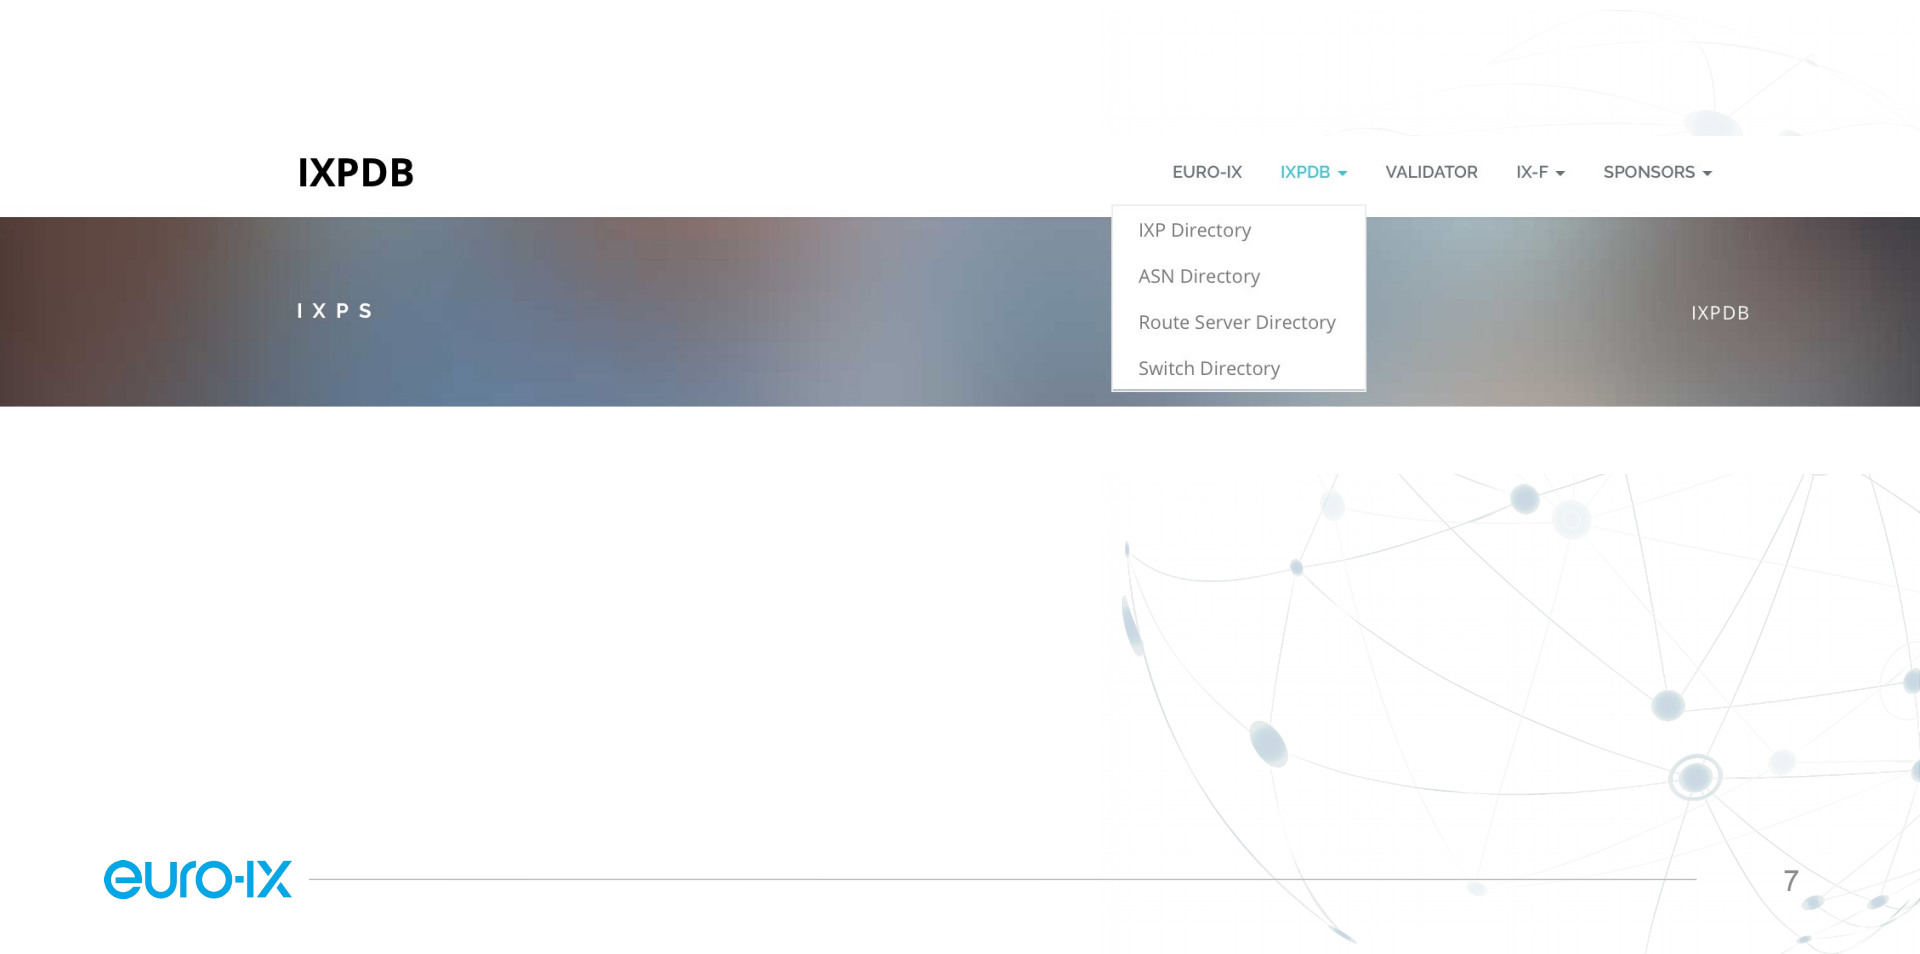 IXPDB
EURO-IX IXPDB VALIDATOR IX-F SPONSORS
IXP Directory
ASN Directory
Route Server Directory
Switch Directory
IXPS
IXPDB
euro-ix
7